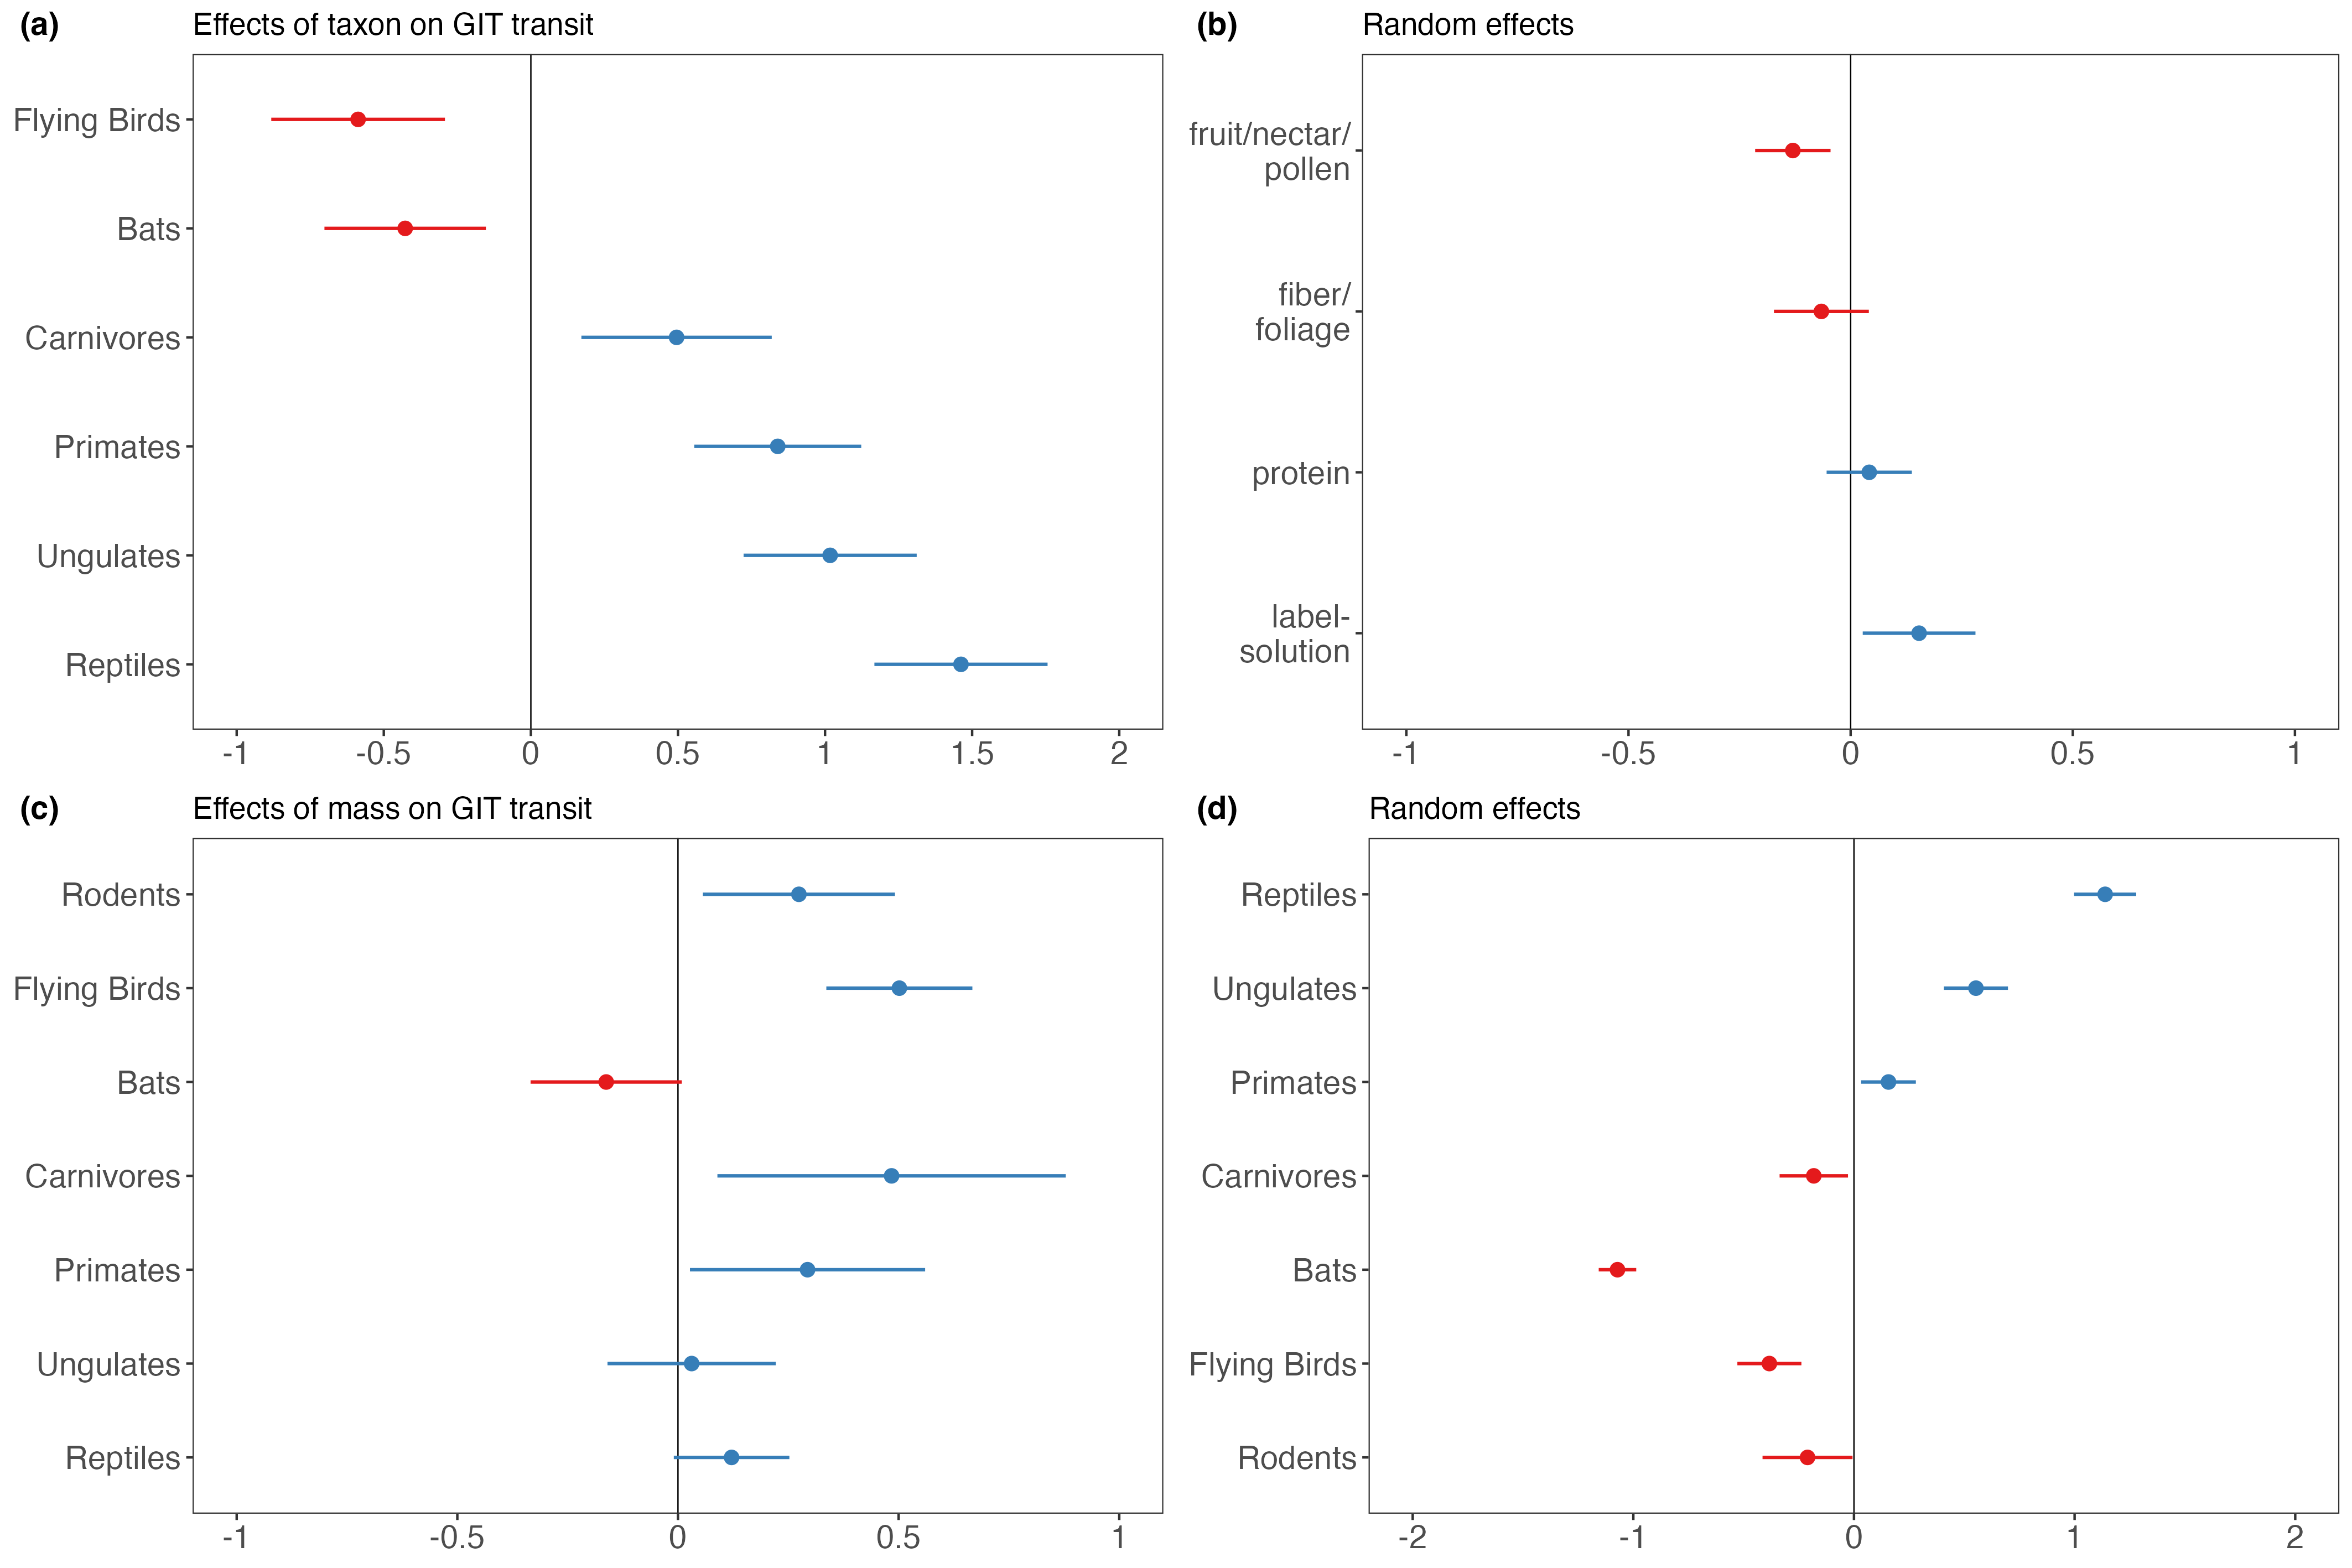 (a) Effects of taxon on GIT transit
Flying Birds
Bats
Carnivores
Primates
Ungulates
Reptiles
-1 -0.5 0 0.5 1 1.5 2
(b) Random effects
fruit/nectar/
pollen
fiber/
foliage
protein
label-
solution
-1 -0.5 0 0.5 1
(c) Effects of mass on GIT transit
Rodents
Flying Birds
Bats
Carnivores
Primates
Ungulates
Reptiles
-1 -0.5 0 0.5 1
(d) Random effects
Reptiles
Ungulates
Primates
Carnivores
Bats
Flying Birds
Rodents
-2 -1 0 1 2